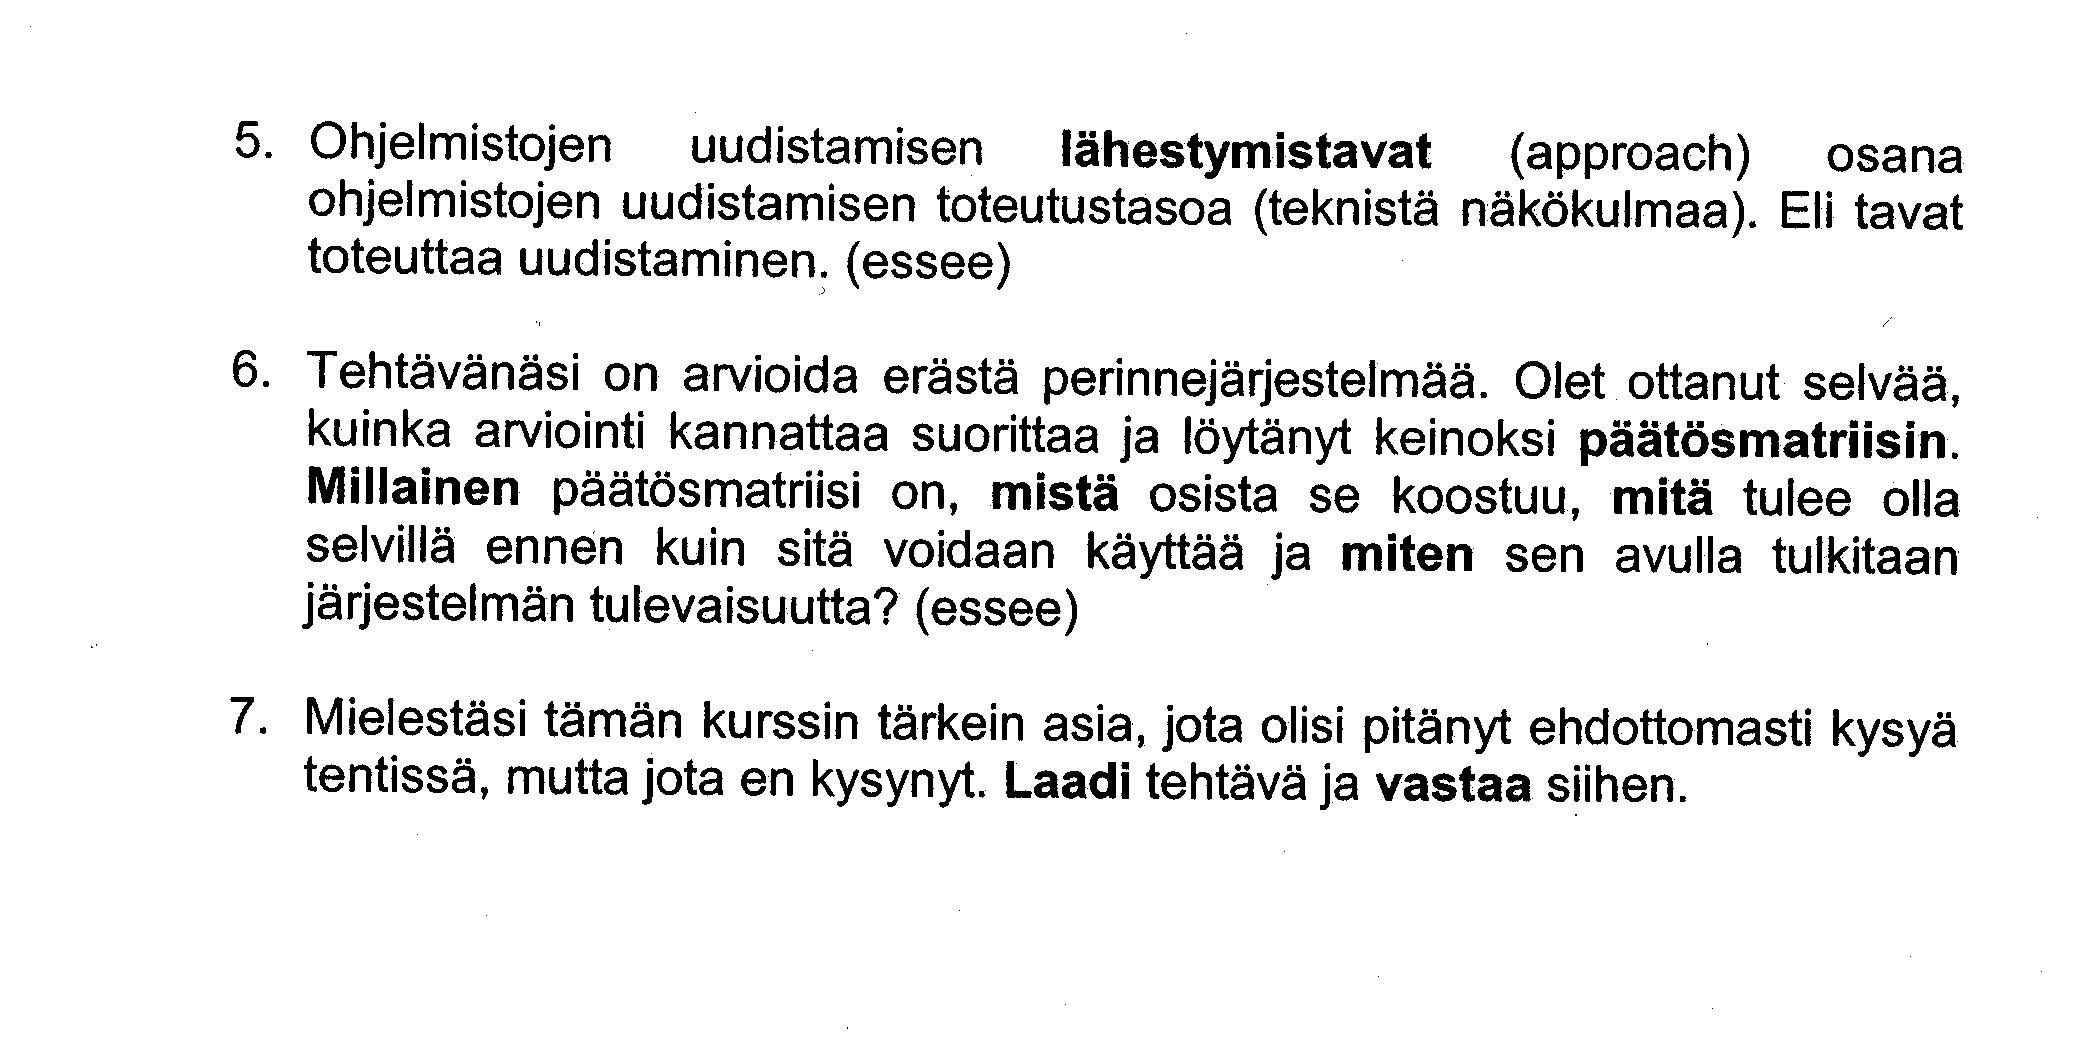 5. Ohjelmistojen uudistamisen lähestymistavat (approach) osana
ohjelmistojen uudistamisen toteutustasoa (teknistä näkökulmaa). Eli tavat
toteuttaa uudistaminen. (essee)
6. Tehtävänäsi on arvioida erästä perinnejärjestelmää. Olet ottanut selvää,
kuinka arviointi kannattaa suorittaa ja löytänyt keinoksi päätösmatriisin.
Millainen päätösmatriisi on, mistä osista se koostuu, mitä tulee olla
selvillä ennen kuin sitä voidaan käyttää ja miten sen avulla tulkitaan
järjestelmän tulevaisuutta? (essee)
7. Mielestäsi tämän kurssin tärkein asia, jota olisi pitänyt ehdottomasti kysyä
tentissä, mutta jota en kysynyt. Laadi tehtävä ja vastaa siihen.